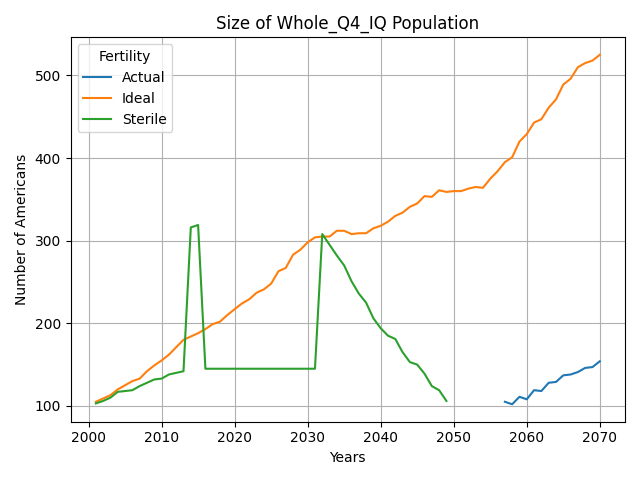 Size of Whole_Q4_IQ Population
Fertility
Actual
Ideal
Sterile
Number of Americans
500
400
300
200
100
2000 2010 2020 2030 2040 2050 2060 2070
Years